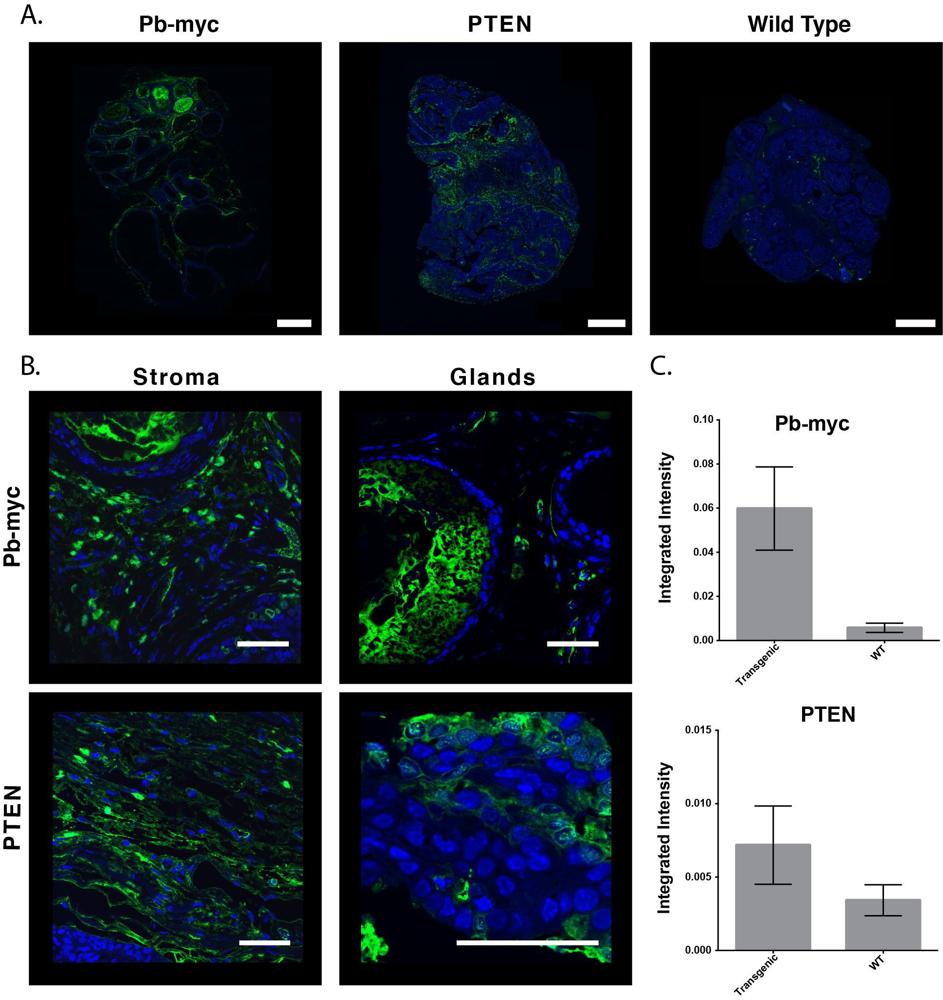 A.
Pb-myc
PTEN
Wild Type
B.
Stroma
Glands
Pb-myc
PTEN
C.
Pb-myc
Integrated Intensity
0.10
0.08
0.06
0.04
0.02
0.00
Transgenic
WT
PTEN
Integrated Intensity
0.015
0.010
0.005
0.000
Transgenic
WT